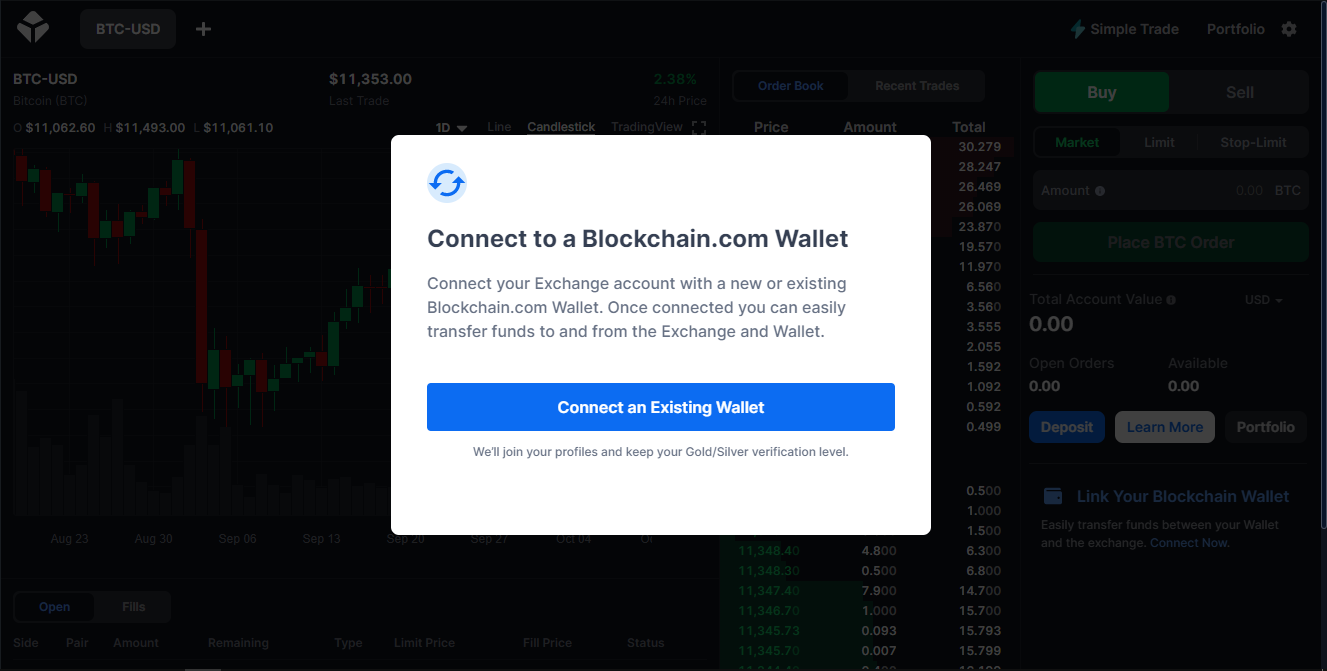 BTC-USD
Simple Trade
Portfolio
BTC-USD
$11,353.00
2.38%
Bitcoin (BTC)
Last Trade
24h Price
O $11,062.60 H $11,493.00 L $11,061.10
1D
Line
Candlestick
TradingView
Order Book
Recent Trades
Price Amount Total
30.279
28.247
26.469
26.069
23.870
19.570
11.970
6.560
3.560
3.555
2.055
1.592
1.092
0.592
0.499
0.500
1.000
1.500
11,348.40 4.800 6.300
11,348.30 0.500 6.800
11,347.40 7.900 14.700
11,346.70 1.000 15.700
11,345.73 0.093 15.793
11,345.70 0.007 15.799
Connect to a Blockchain.com Wallet
Connect your Exchange account with a new or existing
Blockchain.com Wallet. Once connected you can easily
transfer funds to and from the Exchange and Wallet.
Connect an Existing Wallet
We'll join your profiles and keep your Gold/Silver verification level.
Aug 23 Aug 30 Sep 06 Sep 13 Sep 20 Sep 27 Oct 04
Open
Fills
Side Pair Amount Remaining Type Limit Price Fill Price Status
Buy
Sell
Market
Limit
Stop-Limit
Amount
0.00 BTC
Place BTC Order
Total Account Value
USD
0.00
Open Orders Available
0.00 0.00
Deposit
Learn More
Portfolio
Link Your Blockchain Wallet
Easily transfer funds between your Wallet
and the exchange. Connect Now.